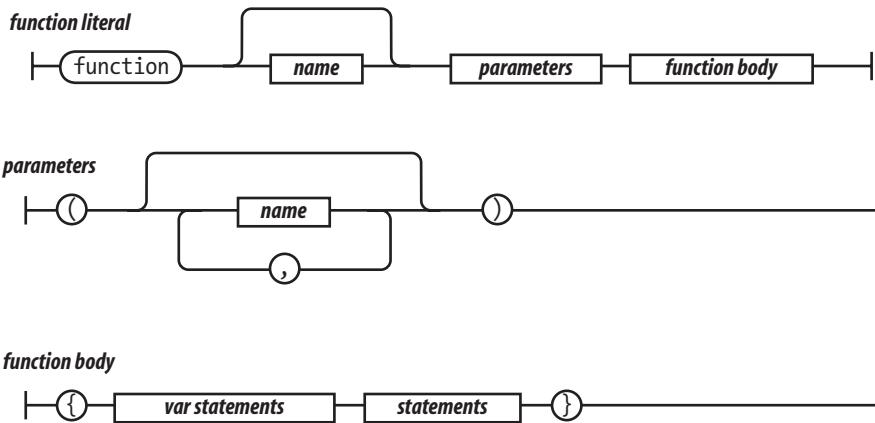 function literal
function name parameters function body
parameters
( name )
,
function body
{ var statements statements }